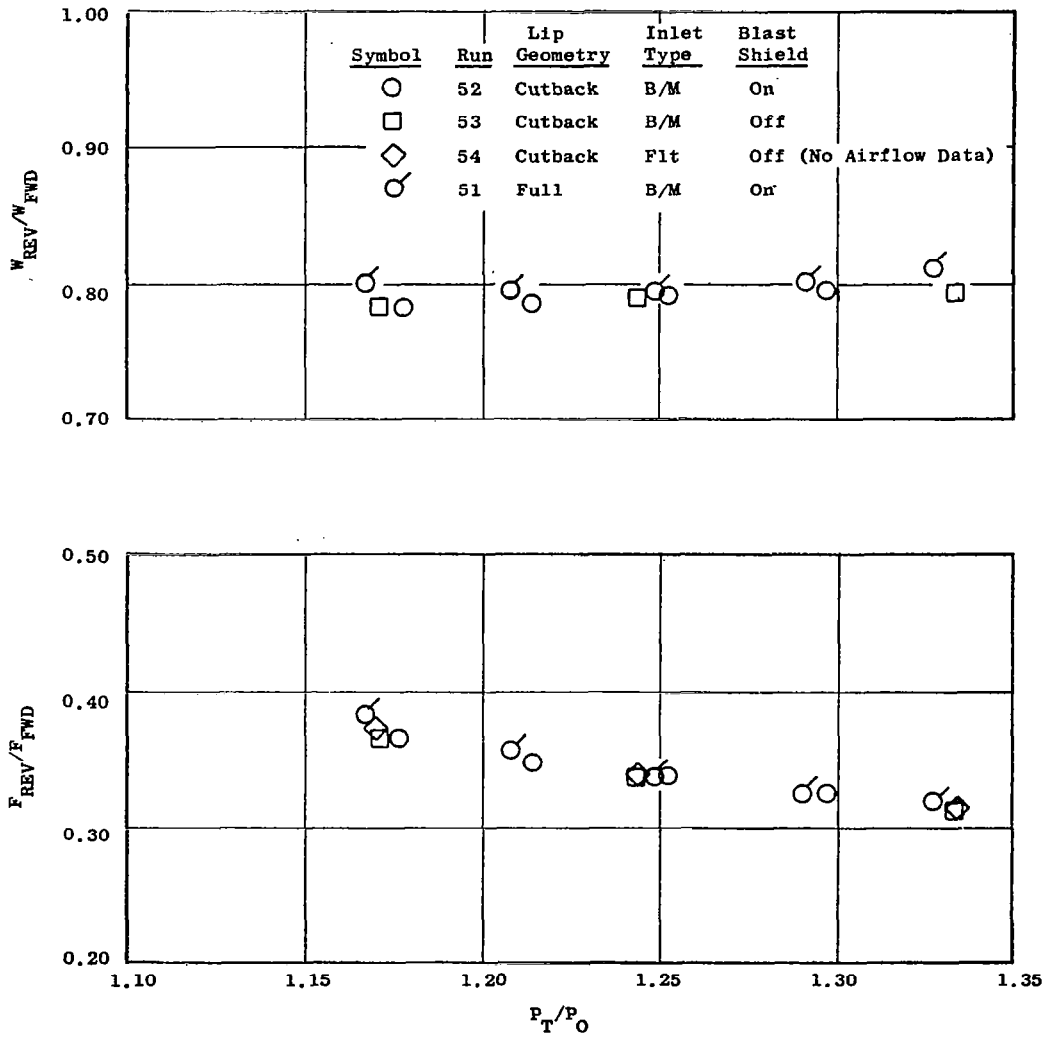 1.00
Lip Inlet Blast
Symbol Run Geometry Type Shield
52 Cutback B/M On
53 Cutback B/M Off
0.90
54 Cutback Flt Off (No Airflow Data)
51 Full B/M On
W_REV/W_FWD
0.80
0.70
0.50
0.40
F_REV/F_FWD
0.30
0.20
1.10 1.15 1.20 1.25 1.30 1.35
P_T/P_O